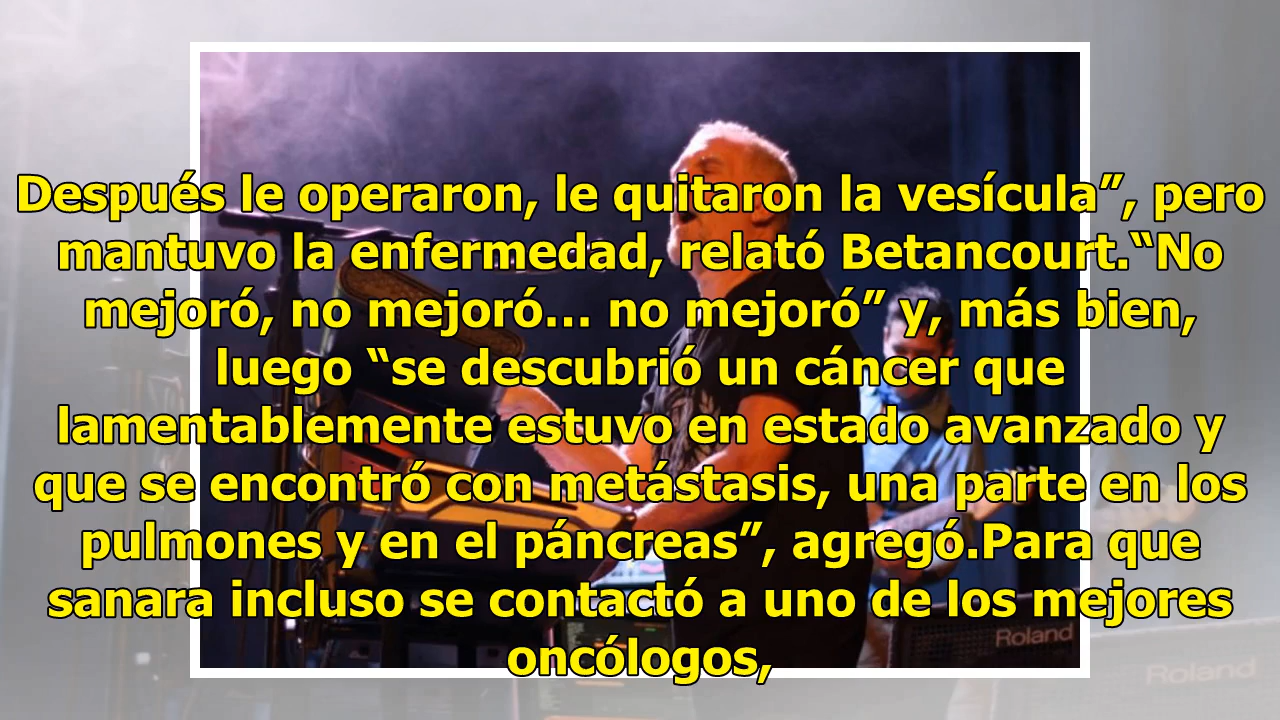 Después le operaron, le quitaron la vesícula”, pero
mantuvo la enfermedad, relató Betancourt.“No
mejoró, no mejoró... no mejoró” y, más bien,
luego “se descubrió un cáncer que
lamentablemente estuvo en estado avanzado y
que se encontró con metástasis, una parte en los
pulmones y en el páncreas”, agregó.Para que
sanara incluso se contactó a uno de los mejores
oncólogos,
Roland
Roland